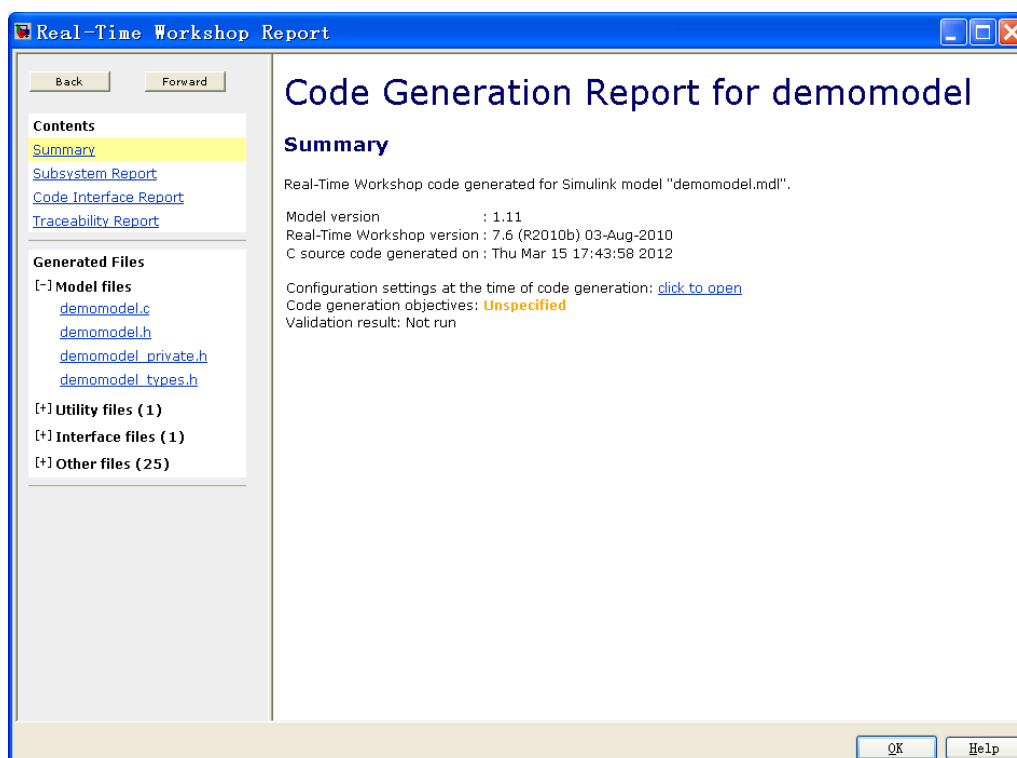 Real-Time Workshop Report
Back
Forward
Contents
Summary
Subsystem Report
Code Interface Report
Traceability Report
Generated Files
[-] Model files
demomodel.c
demomodel.h
demomodel_private.h
demomodel_types.h
[+] Utility files (1)
[+] Interface files (1)
[+] Other files (25)
Code Generation Report for demomodel
Summary
Real-Time Workshop code generated for Simulink model "demomodel.mdl".
Model version : 1.11
Real-Time Workshop version : 7.6 (R2010b) 03-Aug-2010
C source code generated on : Thu Mar 15 17:43:58 2012
Configuration settings at the time of code generation: click to open
Code generation objectives: Unspecified
Validation result: Not run
OK
Help